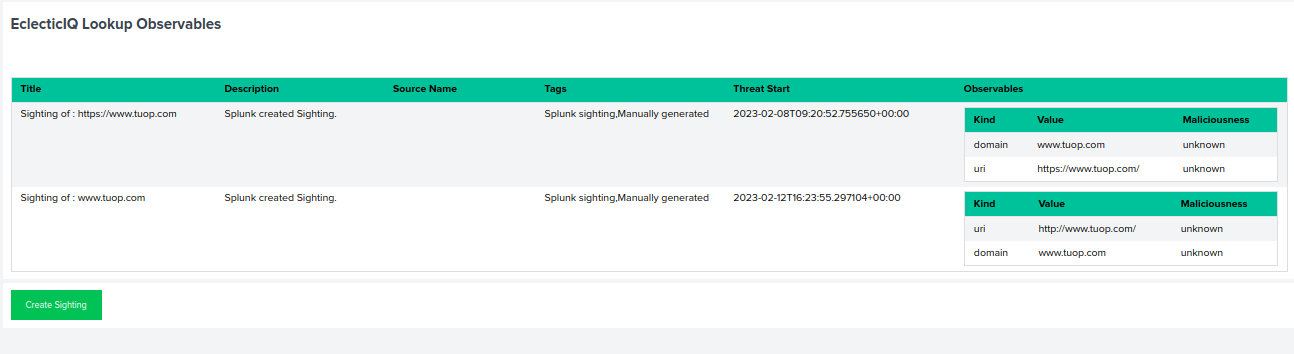 EclecticIQ Lookup Observables
Title Description Source Name Tags Threat Start Observables
Sighting of : https://www.tuop.com Splunk created Sighting. Splunk sighting,Manually generated 2023-02-08T09:20:52.755650+00:00
Kind Value Maliciousness
domain www.tuop.com unknown
uri https://www.tuop.com/ unknown
Sighting of : www.tuop.com Splunk created Sighting. Splunk sighting,Manually generated 2023-02-12T16:23:55.297104+00:00
Kind Value Maliciousness
uri http://www.tuop.com/ unknown
domain www.tuop.com unknown
Create Sighting